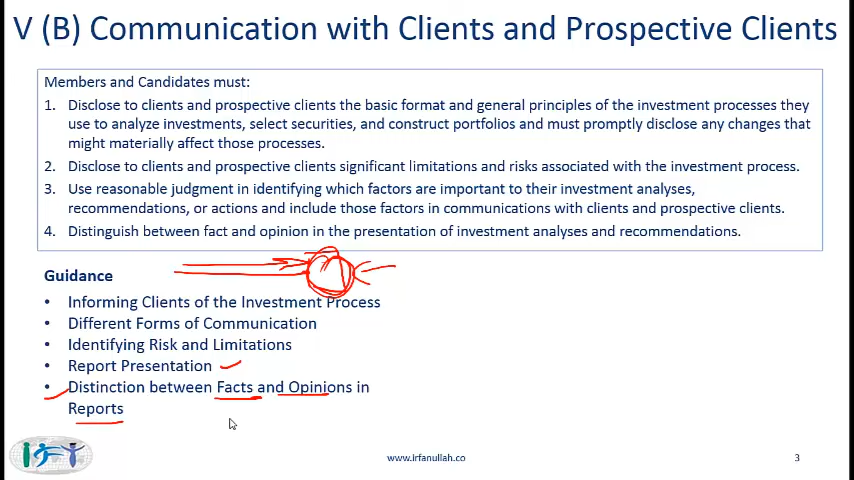 V (B) Communication with Clients and Prospective Clients
Members and Candidates must:
1. Disclose to clients and prospective clients the basic format and general principles of the investment processes they
use to analyze investments, select securities, and construct portfolios and must promptly disclose any changes that
might materially affect those processes.
2. Disclose to clients and prospective clients significant limitations and risks associated with the investment process.
3. Use reasonable judgment in identifying which factors are important to their investment analyses,
recommendations, or actions and include those factors in communications with clients and prospective clients.
4. Distinguish between fact and opinion in the presentation of investment analyses and recommendations.
Guidance
• Informing Clients of the Investment Process
• Different Forms of Communication
• Identifying Risk and Limitations
• Report Presentation
• Distinction between Facts and Opinions in
Reports
www.irfanullah.co
3